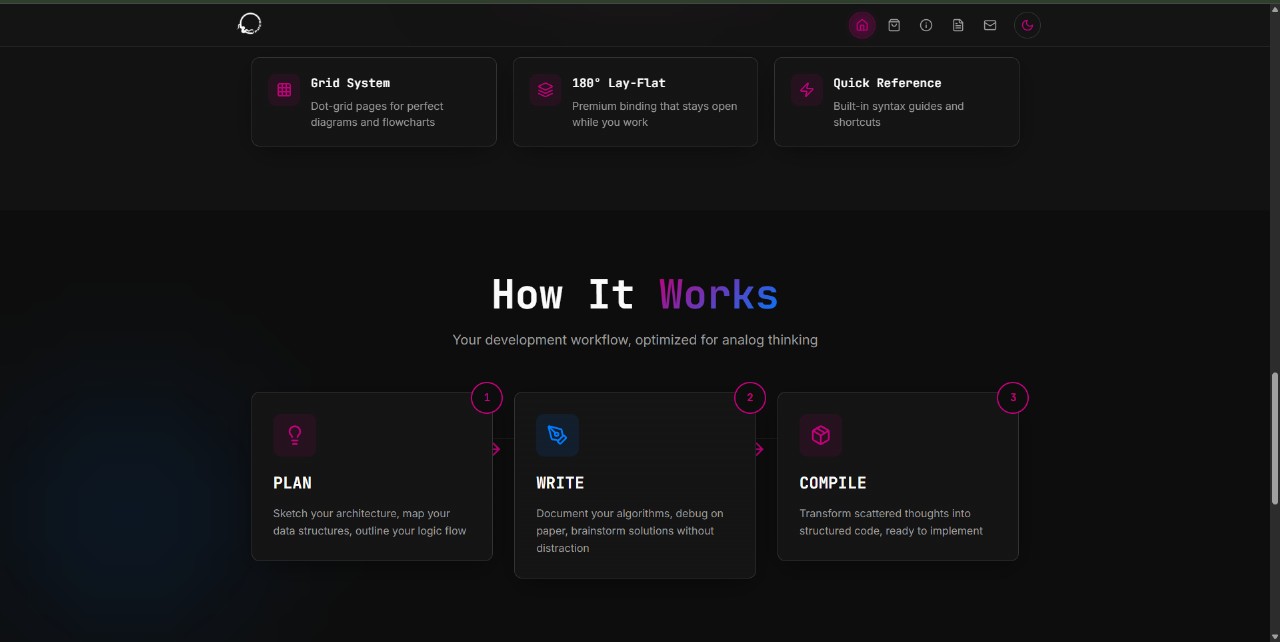 Grid System
Dot-grid pages for perfect
diagrams and flowcharts
180° Lay-Flat
Premium binding that stays open
while you work
Quick Reference
Built-in syntax guides and
shortcuts
How It Works
Your development workflow, optimized for analog thinking
1
PLAN
Sketch your architecture, map your
data structures, outline your logic flow
2
WRITE
Document your algorithms, debug on
paper, brainstorm solutions without
distraction
3
COMPILE
Transform scattered thoughts into
structured code, ready to implement